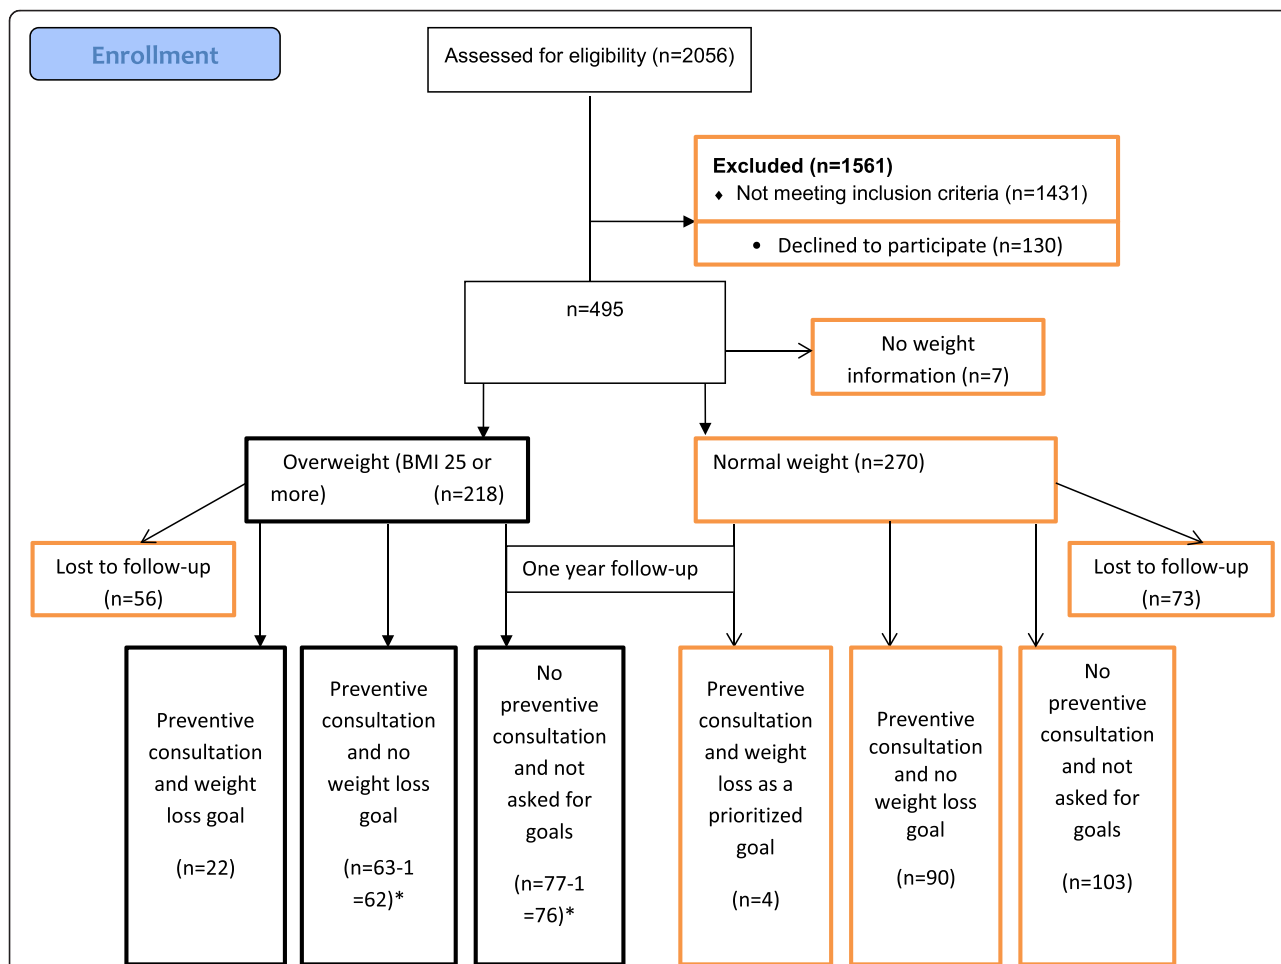 Enrollment
Assessed for eligibility (n=2056)
Excluded (n=1561)
♦ Not meeting inclusion criteria (n=1431)
• Declined to participate (n=130)
n=495
No weight
information (n=7)
Overweight (BMI 25 or
more) (n=218)
Normal weight (n=270)
Lost to follow-up
(n=56)
One year follow-up
Lost to follow-up
(n=73)
Preventive
consultation
and weight
loss goal
(n=22)
Preventive
consultation
and no
weight loss
goal
(n=63-1
=62)*
No
preventive
consultation
and not
asked for
goals
(n=77-1
=76)*
Preventive
consultation
and weight
loss as a
prioritized
goal
(n=4)
Preventive
consultation
and no
weight loss
goal
(n=90)
No
preventive
consultation
and not
asked for
goals
(n=103)